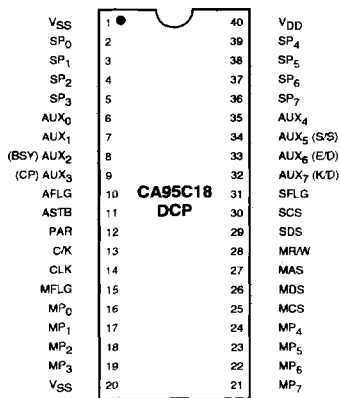 VSS 1 40 VDD
SP0 2 39 SP4
SP1 3 38 SP5
SP2 4 37 SP6
SP3 5 36 SP7
AUX0 6 35 AUX4
AUX1 7 34 AUX5 (S/S)
(BSY) AUX2 8 33 AUX6 (E/D)
(CP) AUX3 9 32 AUX7 (K/D)
AFLG 10 CA95C18 31 SFLG
ASTB 11 DCP 30 SCS
PAR 12 29 SDS
C/K 13 28 MR/W
CLK 14 27 MAS
MFLG 15 26 MDS
MP0 16 25 MCS
MP1 17 24 MP4
MP2 18 23 MP5
MP3 19 22 MP6
VSS 20 21 MP7